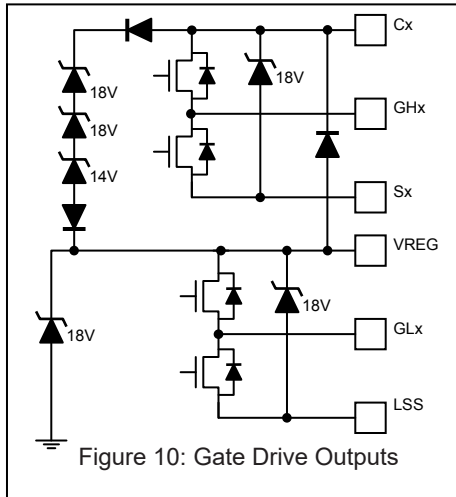 Cx
18V
18V
18V
GHx
14V
Sx
VREG
18V
18V
GLx
LSS
Figure 10: Gate Drive Outputs